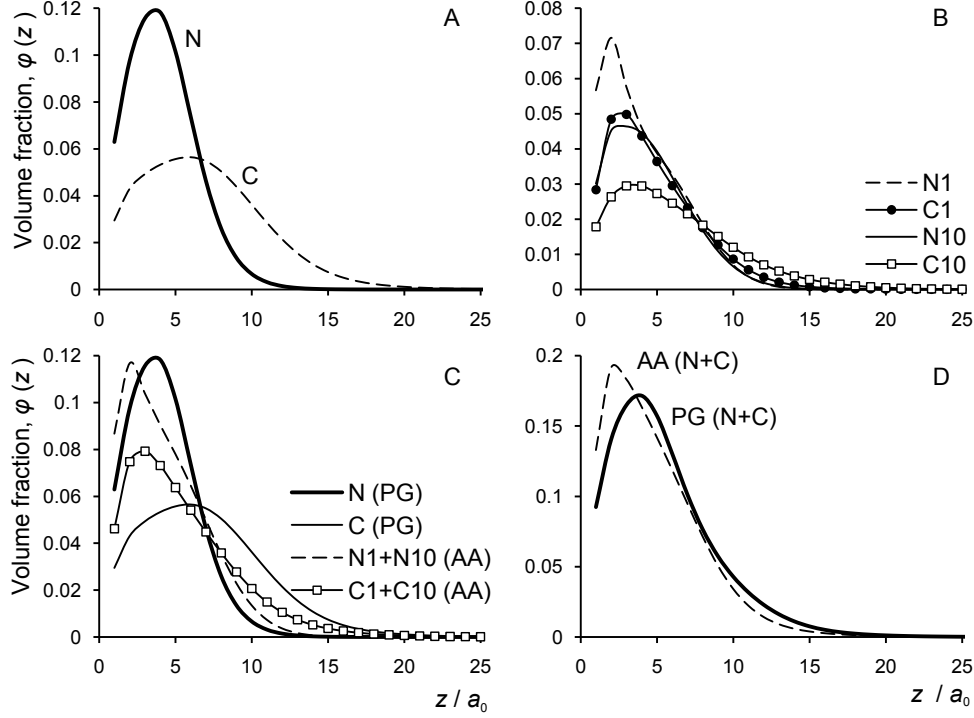 A
Volume fraction, φ (z)
0.12
0.1
0.08
0.06
0.04
0.02
0
N
C
0 5 10 15 20 25
B
0.08
0.07
0.06
0.05
0.04
0.03
0.02
0.01
0
N1
C1
N10
C10
0 5 10 15 20 25
C
Volume fraction, φ (z)
0.12
0.1
0.08
0.06
0.04
0.02
0
N (PG)
C (PG)
N1+N10 (AA)
C1+C10 (AA)
0 5 10 15 20 25
z / a₀
D
0.2
0.15
0.1
0.05
0
AA (N+C)
PG (N+C)
0 5 10 15 20 25
z / a₀